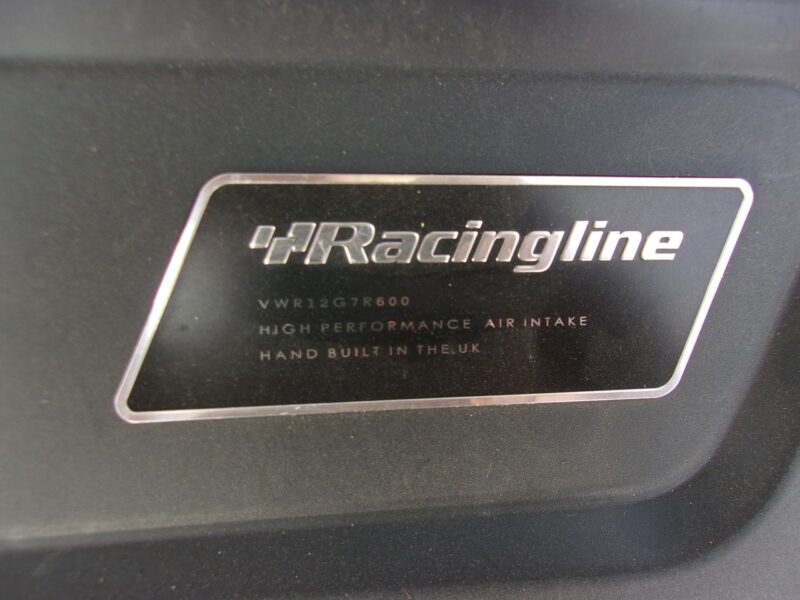 Racingline
VWR12G7R600
HIGH PERFORMANCE AIR INTAKE
HAND BUILT IN THE UK